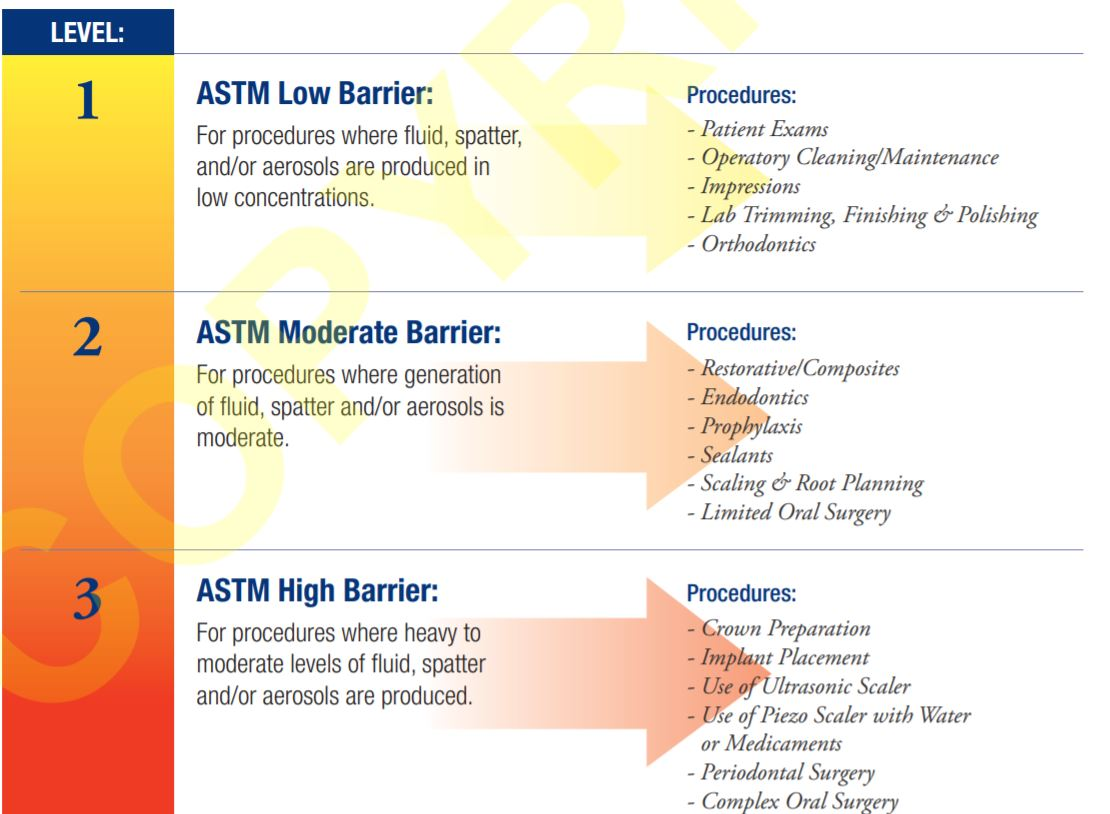 LEVEL:
1
ASTM Low Barrier:
For procedures where fluid, spatter,
and/or aerosols are produced in
low concentrations.
Procedures:
- Patient Exams
- Operatory Cleaning/Maintenance
- Impressions
- Lab Trimming, Finishing & Polishing
- Orthodontics
2
ASTM Moderate Barrier:
For procedures where generation
of fluid, spatter and/or aerosols is
moderate.
Procedures:
- Restorative/Composites
- Endodontics
- Prophylaxis
- Sealants
- Scaling & Root Planning
- Limited Oral Surgery
3
ASTM High Barrier:
For procedures where heavy to
moderate levels of fluid, spatter
and/or aerosols are produced.
Procedures:
- Crown Preparation
- Implant Placement
- Use of Ultrasonic Scaler
- Use of Piezo Scaler with Water
or Medicaments
- Periodontal Surgery
- Complex Oral Surgery
COPYRI